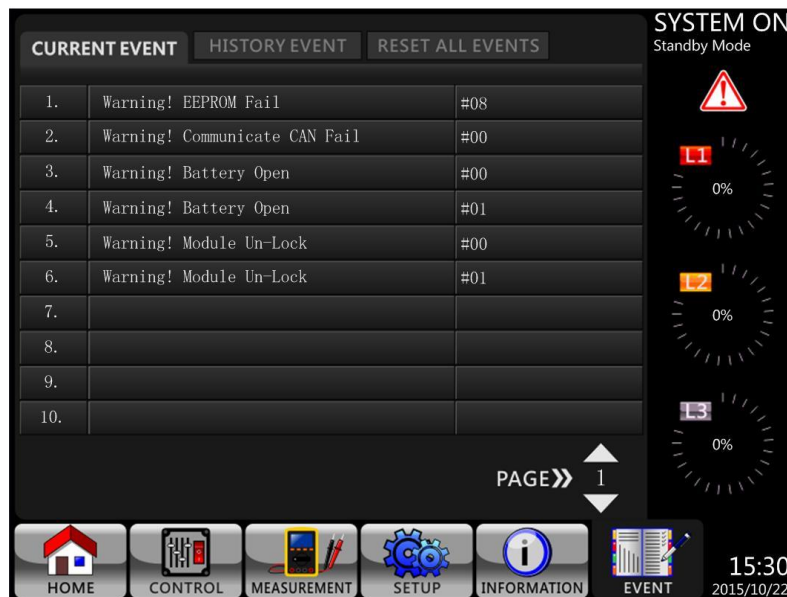 SYSTEM ON
Standby Mode
CURRENT EVENT HISTORY EVENT RESET ALL EVENTS
1. Warning! EEPROM Fail #08
2. Warning! Communicate CAN Fail #00
3. Warning! Battery Open #00
4. Warning! Battery Open #01
5. Warning! Module Un-Lock #00
6. Warning! Module Un-Lock #01
7.
8.
9.
10.
L1
0%
L2
0%
L3
0%
PAGE 1
HOME CONTROL MEASUREMENT SETUP INFORMATION EVENT
15:30
2015/10/22